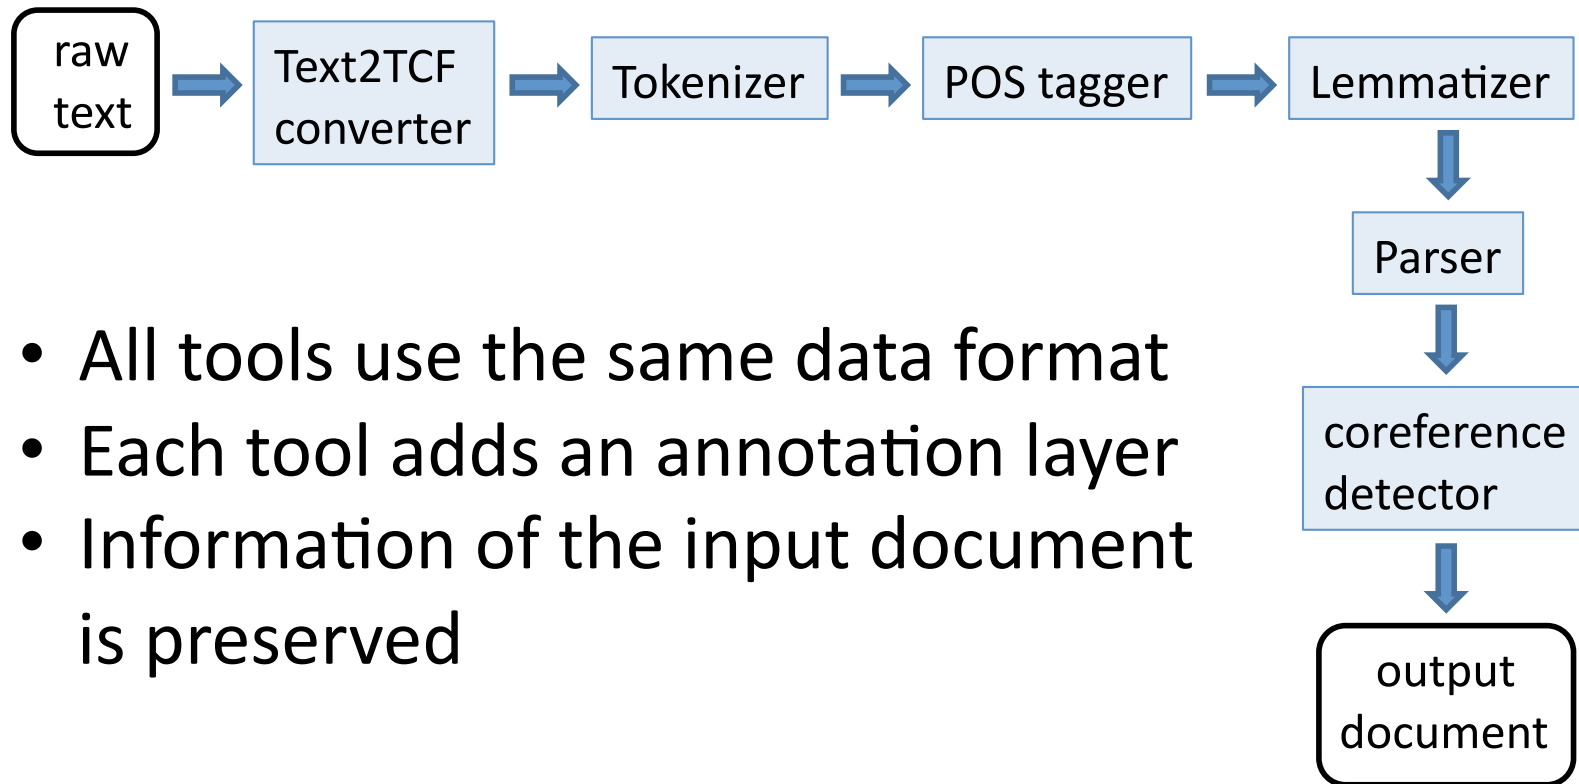 raw
text
Text2TCF
converter
Tokenizer
POS tagger
Lemmatizer
Parser
coreference
detector
output
document
• All tools use the same data format
• Each tool adds an annotation layer
• Information of the input document
is preserved